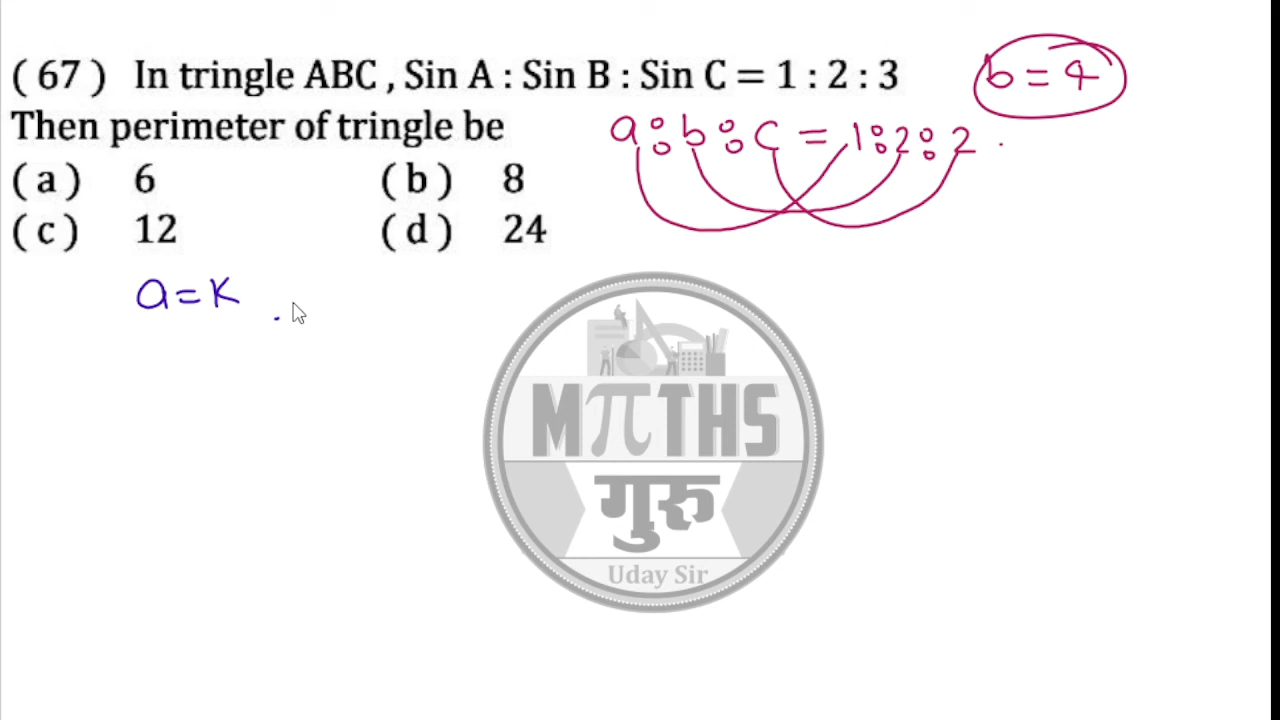 ( 67 ) In tringle ABC , Sin A : Sin B : Sin C = 1 : 2 : 3
b = 4
Then perimeter of tringle be
a : b : c = 1 : 2 : 2 .
( a ) 6 ( b ) 8
( c ) 12 ( d ) 24
a = K .
MπTHS
गुरु
Uday Sir